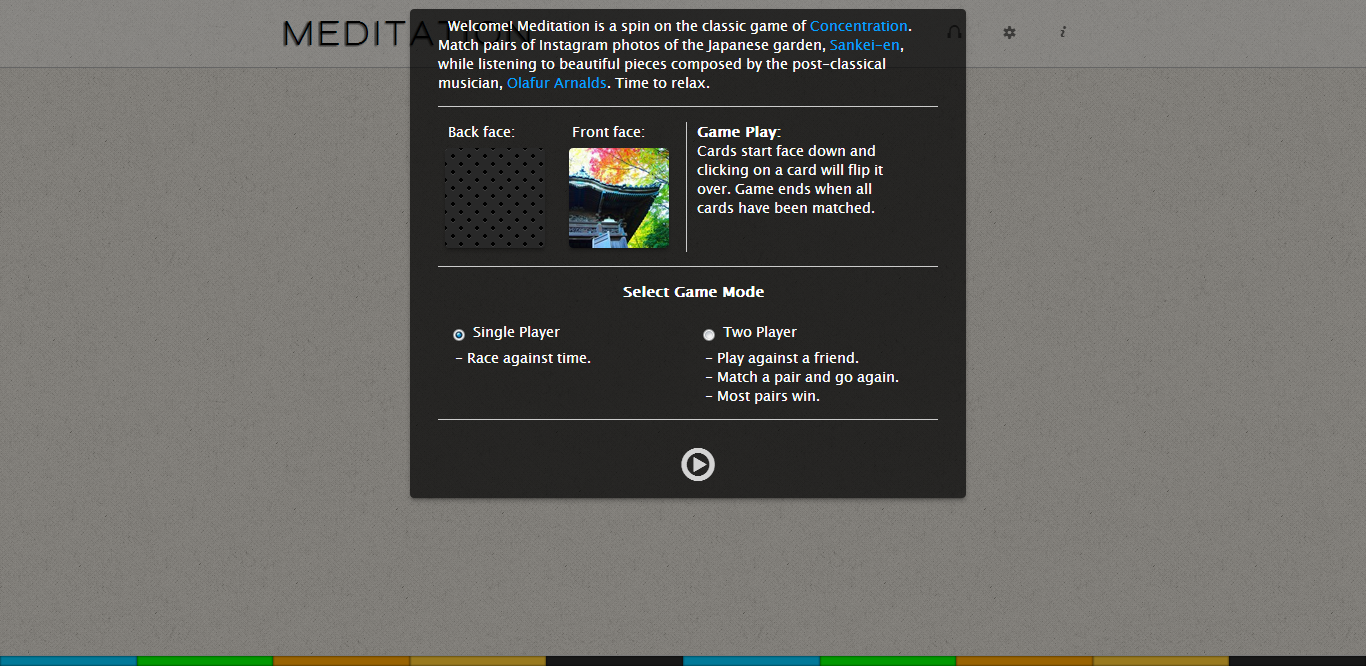 MEDITATION
Welcome! Meditation is a spin on the classic game of Concentration.
Match pairs of Instagram photos of the Japanese garden, Sankei-en,
while listening to beautiful pieces composed by the post-classical
musician, Olafur Arnalds. Time to relax.
Back face:
Front face:
Game Play:
Cards start face down and
clicking on a card will flip it
over. Game ends when all
cards have been matched.
Select Game Mode
Single Player
- Race against time.
Two Player
- Play against a friend.
- Match a pair and go again.
- Most pairs win.